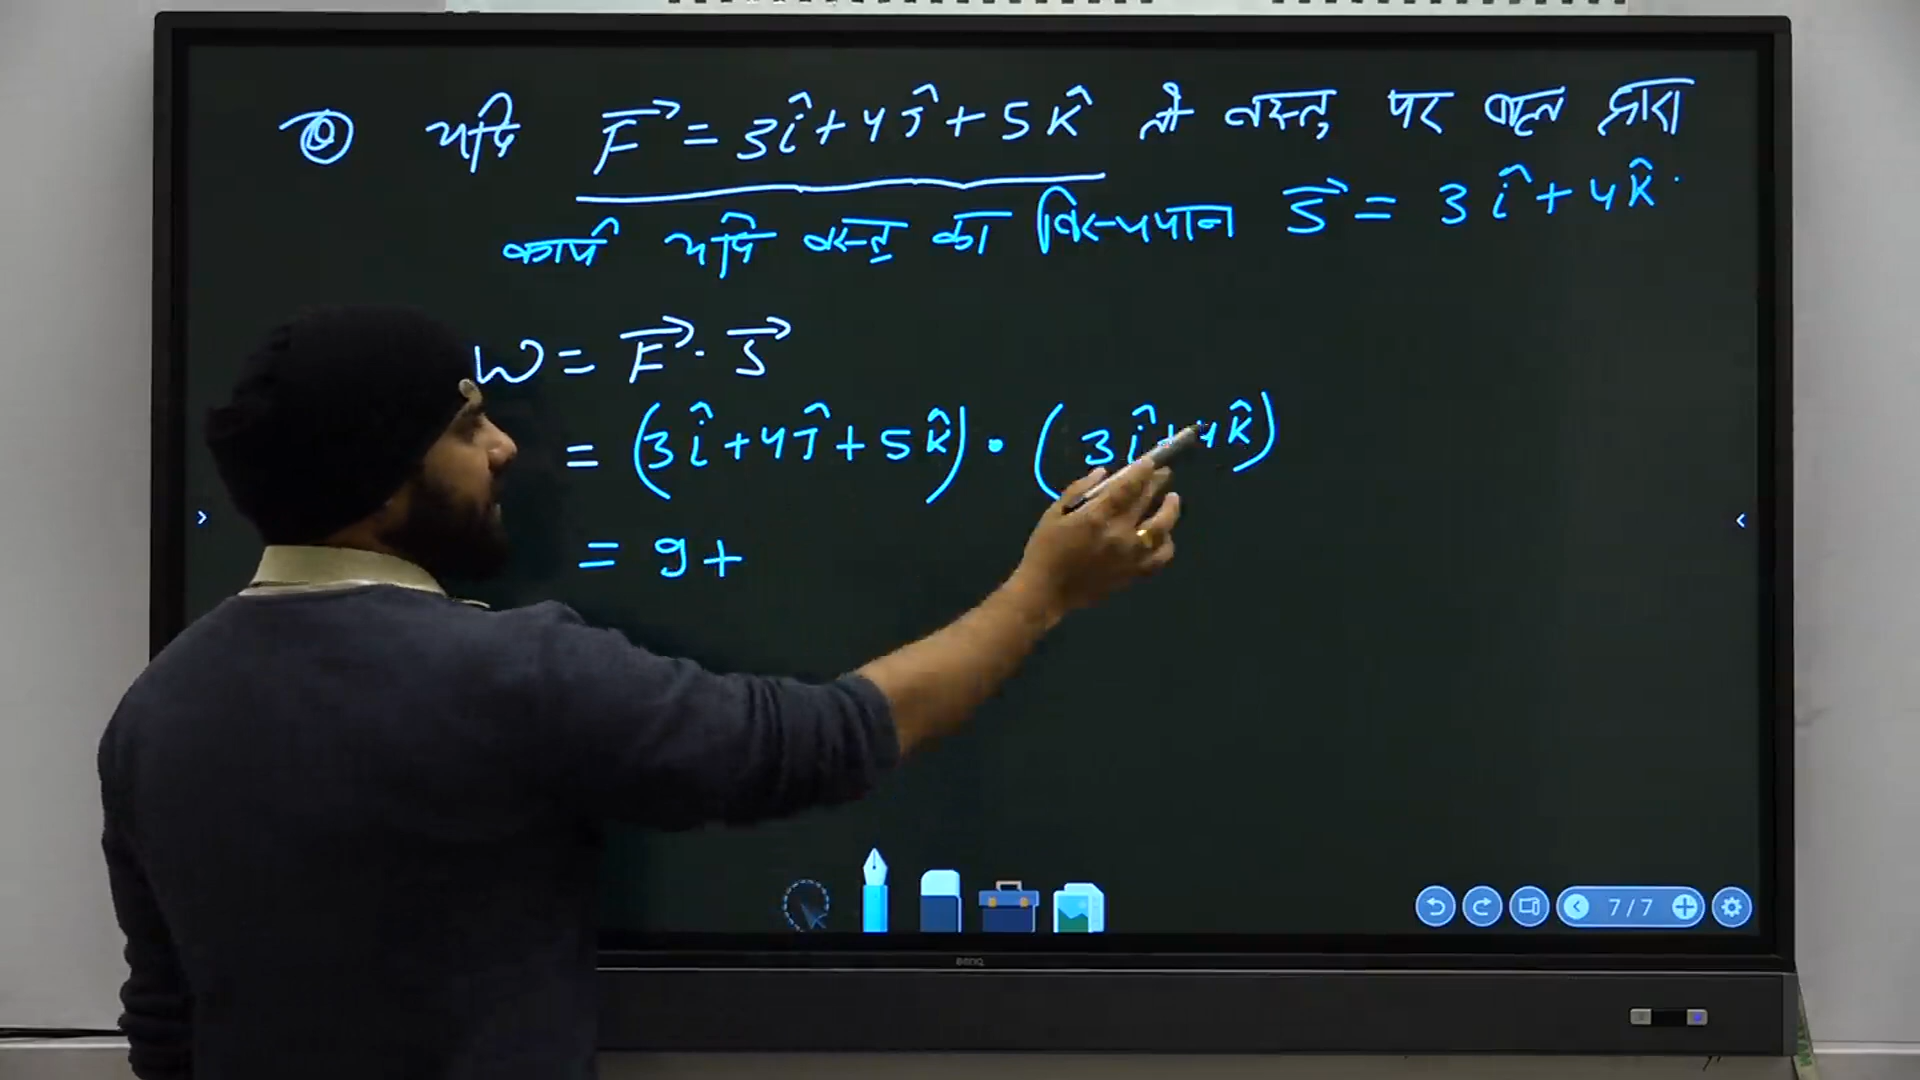 Q यदि F⃗ = 3î + 4ĵ + 5k̂ तो वस्तु पर बल द्वारा
कार्य यदि वस्तु का विस्थापन S⃗ = 3î + 4k̂
W = F⃗ · S⃗
= (3î + 4ĵ + 5k̂) · (3î + 4k̂)
= 9 +
7/7
BenQ